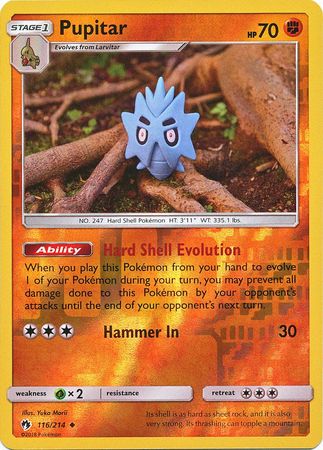 STAGE 1 Pupitar HP 70
Evolves from Larvitar
NO. 247 Hard Shell Pokémon HT: 3'11" WT: 335.1 lbs.
Ability Hard Shell Evolution
When you play this Pokémon from your hand to evolve
1 of your Pokémon during your turn, you may prevent all
damage done to this Pokémon by your opponent's
attacks until the end of your opponent's next turn.
Hammer In 30
weakness ×2 resistance retreat
Illus. Yuka Morii
116/214
©2018 Pokémon
Its shell is as hard as sheer rock, and it is also
very strong. Its thrashing can topple a mountain.